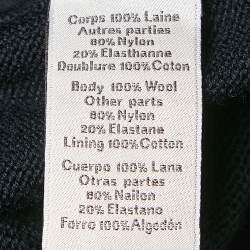 Corps 100% Laine
Autres parties
80% Nylon
20% Elasthanne
Doublure 100% Coton
Body 100% Wool
Other parts
80% Nylon
20% Elastane
Lining 100% Cotton
Cuerpo 100% Lana
Otras partes
80% Nailon
20% Elastano
Forro 100% Algodón